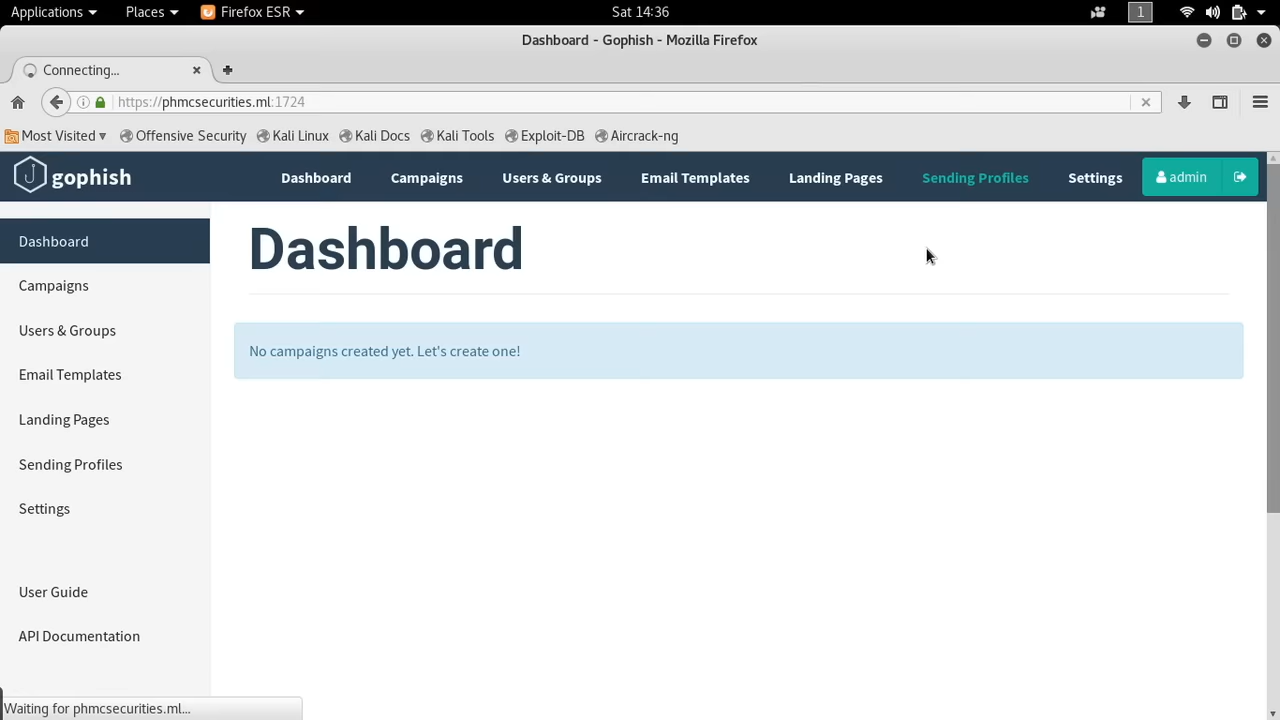 Applications Places Firefox ESR Sat 14:36 1
Dashboard - Gophish - Mozilla Firefox
Connecting...
https://phmcsecurities.ml:1724
Most Visited Offensive Security Kali Linux Kali Docs Kali Tools Exploit-DB Aircrack-ng
gophish Dashboard Campaigns Users & Groups Email Templates Landing Pages Sending Profiles Settings admin
Dashboard
Campaigns
Users & Groups
Email Templates
Landing Pages
Sending Profiles
Settings
User Guide
API Documentation
Dashboard
No campaigns created yet. Let's create one!
Waiting for phmcsecurities.ml...